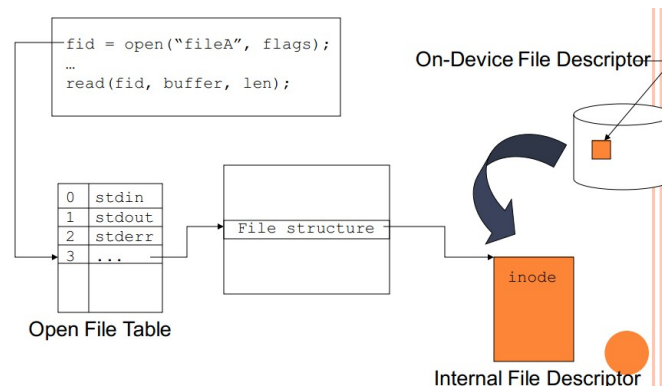 fid = open(“fileA”, flags);
…
read(fid, buffer, len);
On-Device File Descriptor
0 stdin
1 stdout
2 stderr
3 ...
File structure
inode
Open File Table
Internal File Descriptor